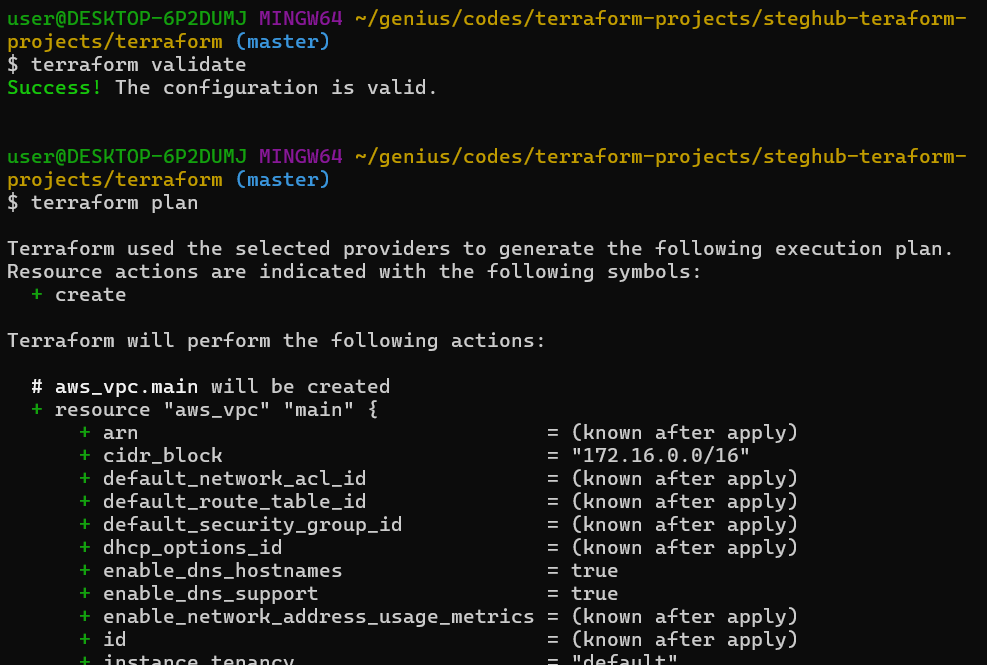 user@DESKTOP-6P2DUMJ MINGW64 ~/genius/codes/terraform-projects/steghub-teraform-
projects/terraform (master)
$ terraform validate
Success! The configuration is valid.
user@DESKTOP-6P2DUMJ MINGW64 ~/genius/codes/terraform-projects/steghub-teraform-
projects/terraform (master)
$ terraform plan
Terraform used the selected providers to generate the following execution plan.
Resource actions are indicated with the following symbols:
+ create
Terraform will perform the following actions:
# aws_vpc.main will be created
+ resource "aws_vpc" "main" {
+ arn = (known after apply)
+ cidr_block = "172.16.0.0/16"
+ default_network_acl_id = (known after apply)
+ default_route_table_id = (known after apply)
+ default_security_group_id = (known after apply)
+ dhcp_options_id = (known after apply)
+ enable_dns_hostnames = true
+ enable_dns_support = true
+ enable_network_address_usage_metrics = (known after apply)
+ id = (known after apply)
+ instance_tenancy = "default"